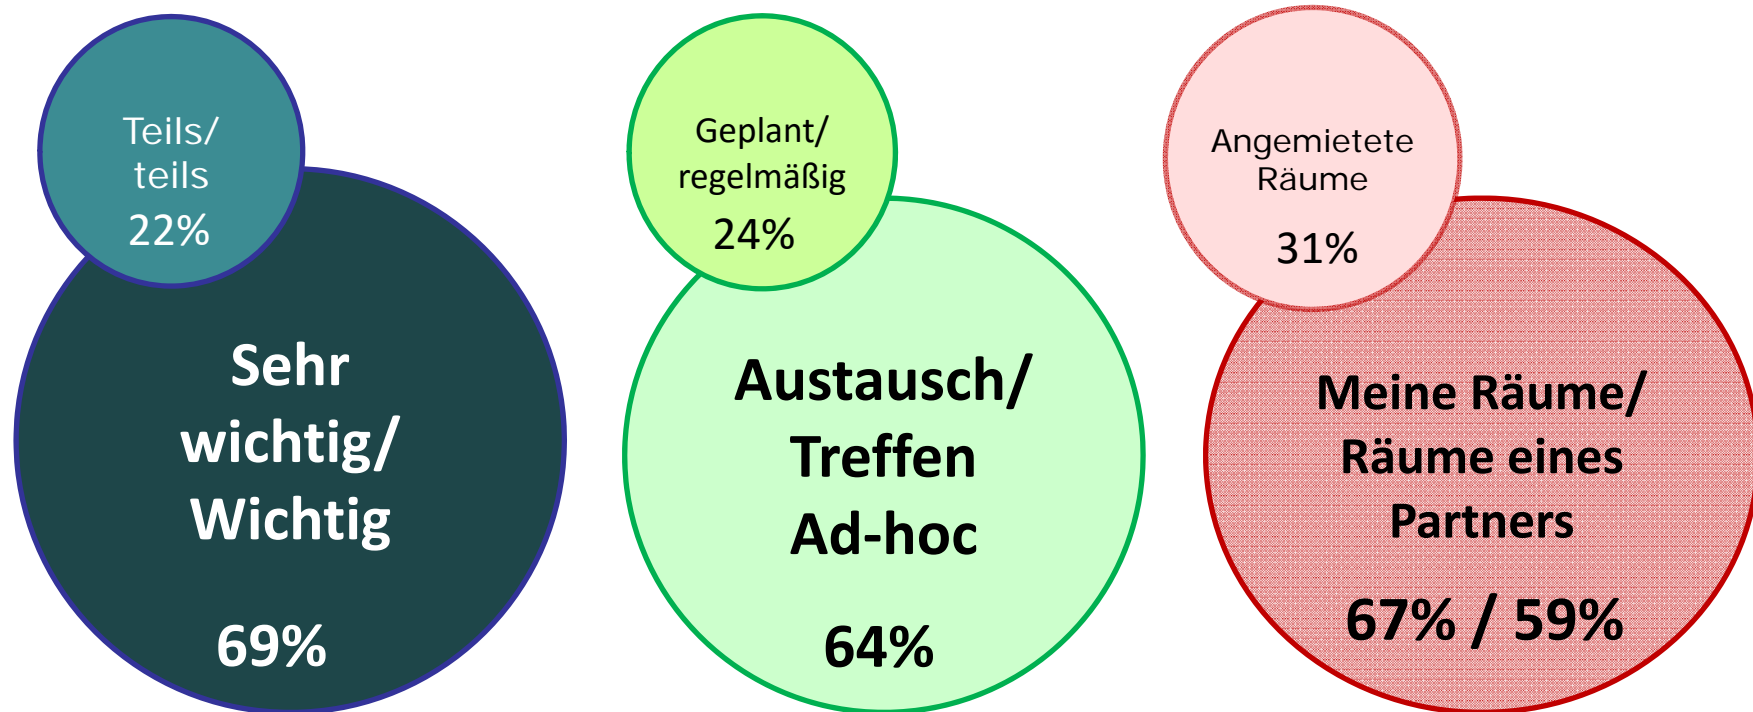 Teils/
teils
22%
Sehr
wichtig/
Wichtig
69%
Geplant/
regelmäßig
24%
Austausch/
Treffen
Ad-hoc
64%
Angemietete
Räume
31%
Meine Räume/
Räume eines
Partners
67% / 59%